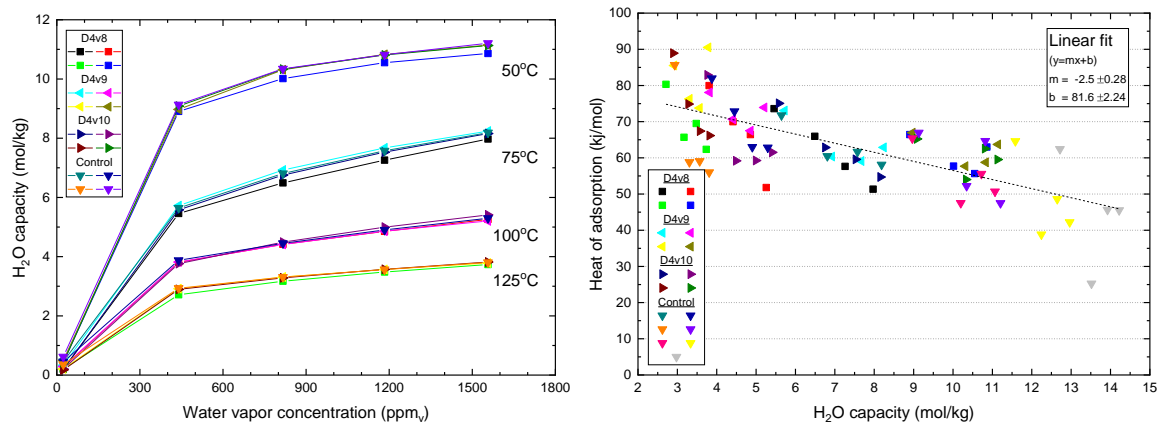 12
10
8
6
4
2
0
H₂O capacity (mol/kg)
D4v8
D4v9
D4v10
Control
50°C
75°C
100°C
125°C
0 300 600 900 1200 1500 1800
Water vapor concentration (ppmᵥ)
100
90
80
70
60
50
40
30
20
10
0
Heat of adsorption (kj/mol)
Linear fit
(y=mx+b)
m = -2.5 ±0.28
b = 81.6 ±2.24
D4v8
D4v9
D4v10
Control
2 3 4 5 6 7 8 9 10 11 12 13 14 15
H₂O capacity (mol/kg)